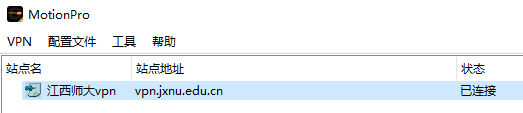 MotionPro
VPN 配置文件 工具 帮助
站点名 站点地址 状态
江西师大vpn vpn.jxnu.edu.cn 已连接